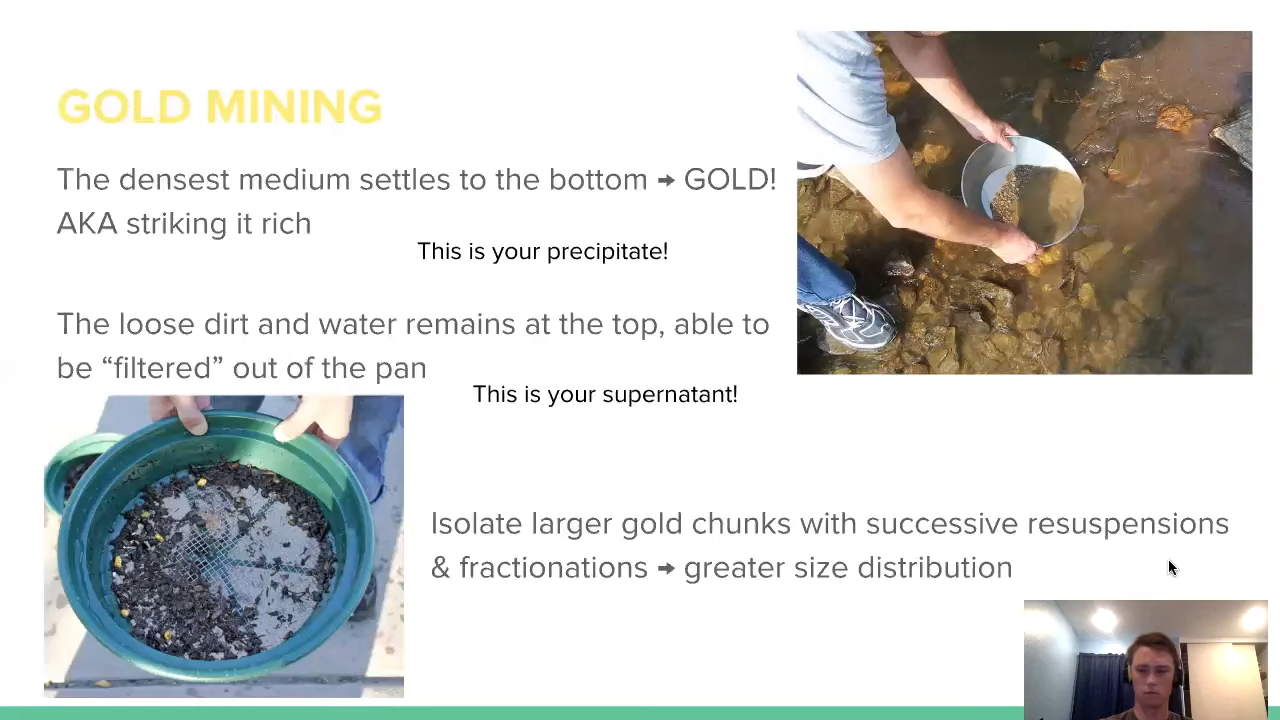 GOLD MINING
The densest medium settles to the bottom → GOLD!
AKA striking it rich
This is your precipitate!
The loose dirt and water remains at the top, able to
be “filtered” out of the pan
This is your supernatant!
Isolate larger gold chunks with successive resuspensions
& fractionations → greater size distribution